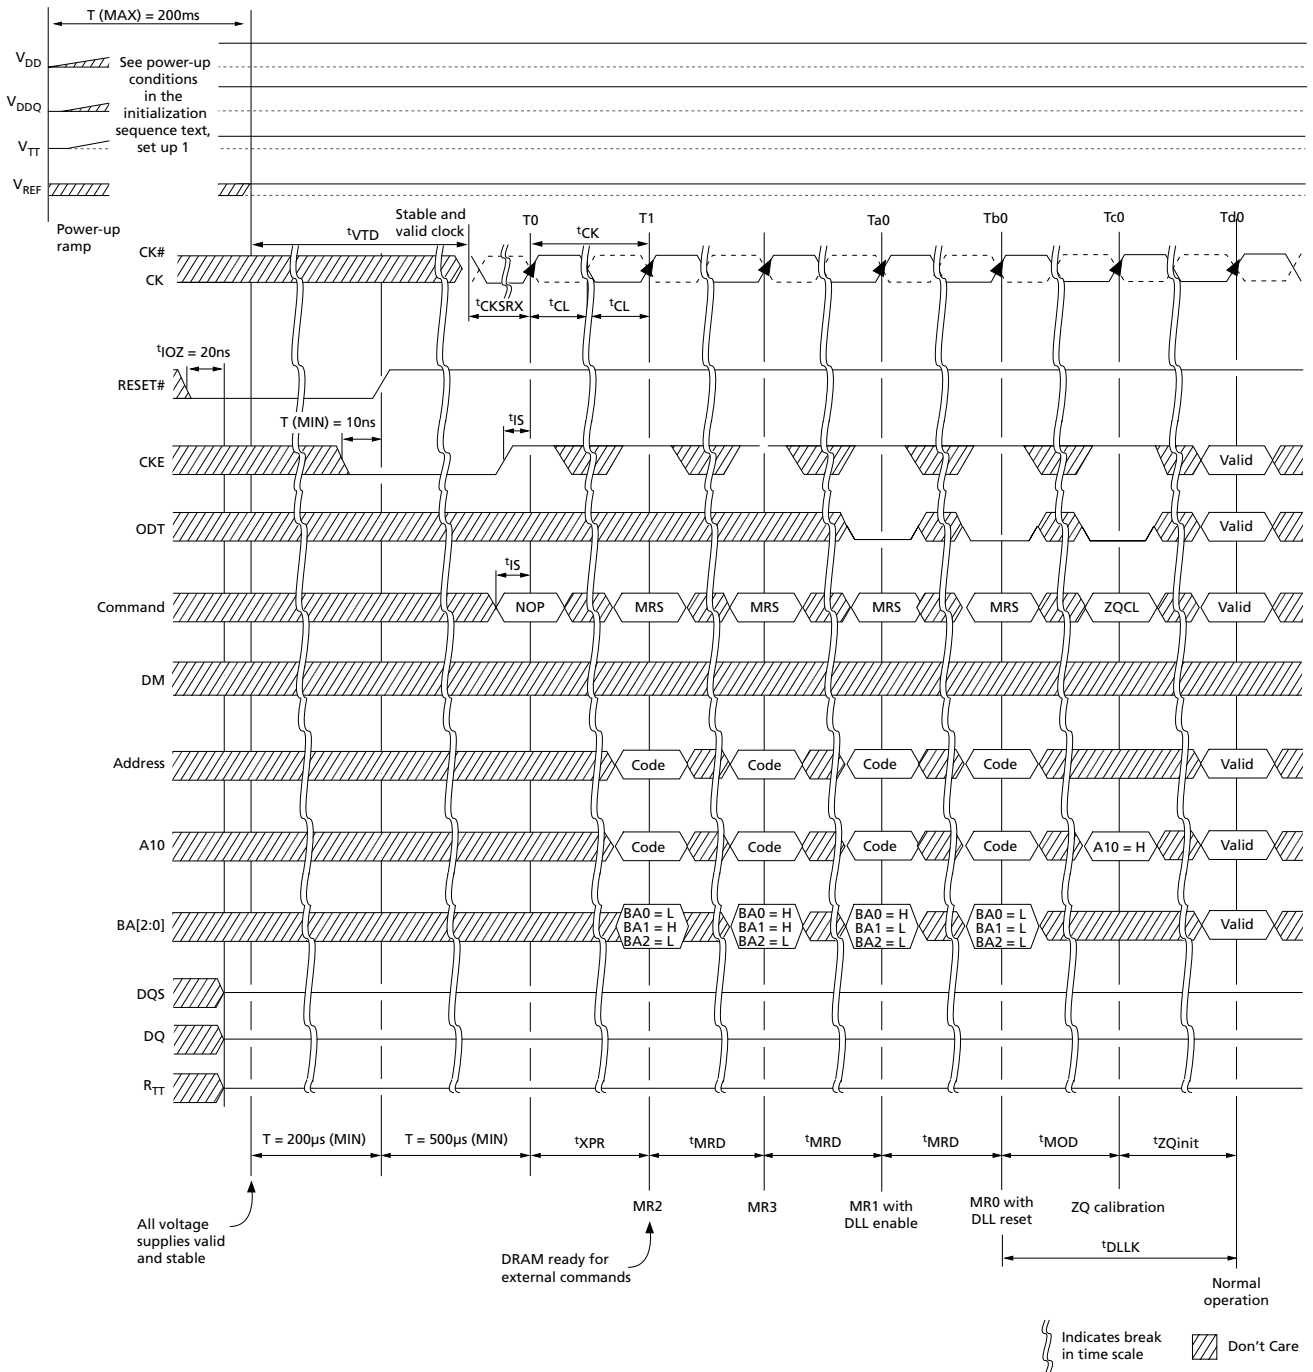 T (MAX) = 200ms
VDD
See power-up
conditions
in the
initialization
sequence text,
set up 1
VDDQ
VTT
VREF
Power-up
ramp
Stable and
valid clock
T0
T1
Ta0
Tb0
Tc0
Td0
tVTD
tCK
CK#
CK
tCKSRX
tCL
tCL
tIOZ = 20ns
RESET#
T (MIN) = 10ns
tIS
CKE
Valid
ODT
Valid
tIS
Command
NOP
MRS
MRS
MRS
MRS
ZQCL
Valid
DM
Address
Code
Code
Code
Code
Valid
A10
Code
Code
Code
Code
A10 = H
Valid
BA[2:0]
BA0 = L
BA1 = H
BA2 = L
BA0 = H
BA1 = H
BA2 = L
BA0 = H
BA1 = L
BA2 = L
BA0 = L
BA1 = L
BA2 = L
Valid
DQS
DQ
RTT
T = 200μs (MIN)
T = 500μs (MIN)
tXPR
tMRD
tMRD
tMRD
tMOD
tZQinit
All voltage
supplies valid
and stable
MR2
MR3
MR1 with
DLL enable
MR0 with
DLL reset
ZQ calibration
DRAM ready for
external commands
tDLLK
Normal
operation
Indicates break
in time scale
Don't Care